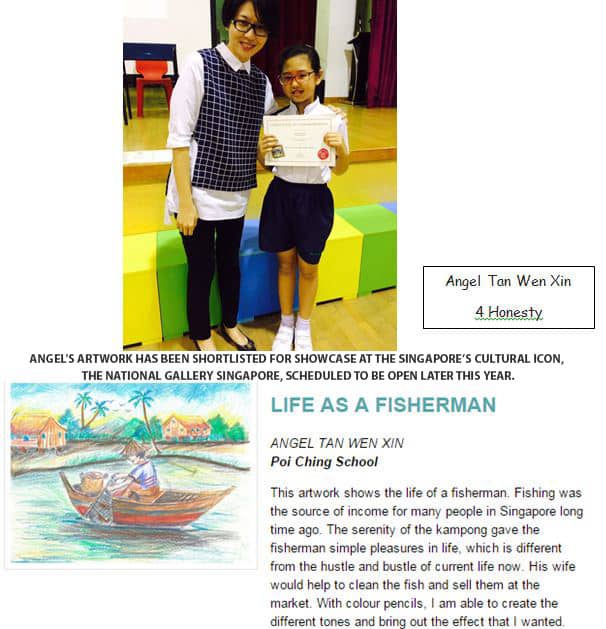 Angel Tan Wen Xin
4 Honesty
ANGEL'S ARTWORK HAS BEEN SHORTLISTED FOR SHOWCASE AT THE SINGAPORE'S CULTURAL ICON,
THE NATIONAL GALLERY SINGAPORE, SCHEDULED TO BE OPEN LATER THIS YEAR.
LIFE AS A FISHERMAN
ANGEL TAN WEN XIN
Poi Ching School
This artwork shows the life of a fisherman. Fishing was
the source of income for many people in Singapore long
time ago. The serenity of the kampong gave the
fisherman simple pleasures in life, which is different
from the hustle and bustle of current life now. His wife
would help to clean the fish and sell them at the
market. With colour pencils, I am able to create the
different tones and bring out the effect that I wanted.